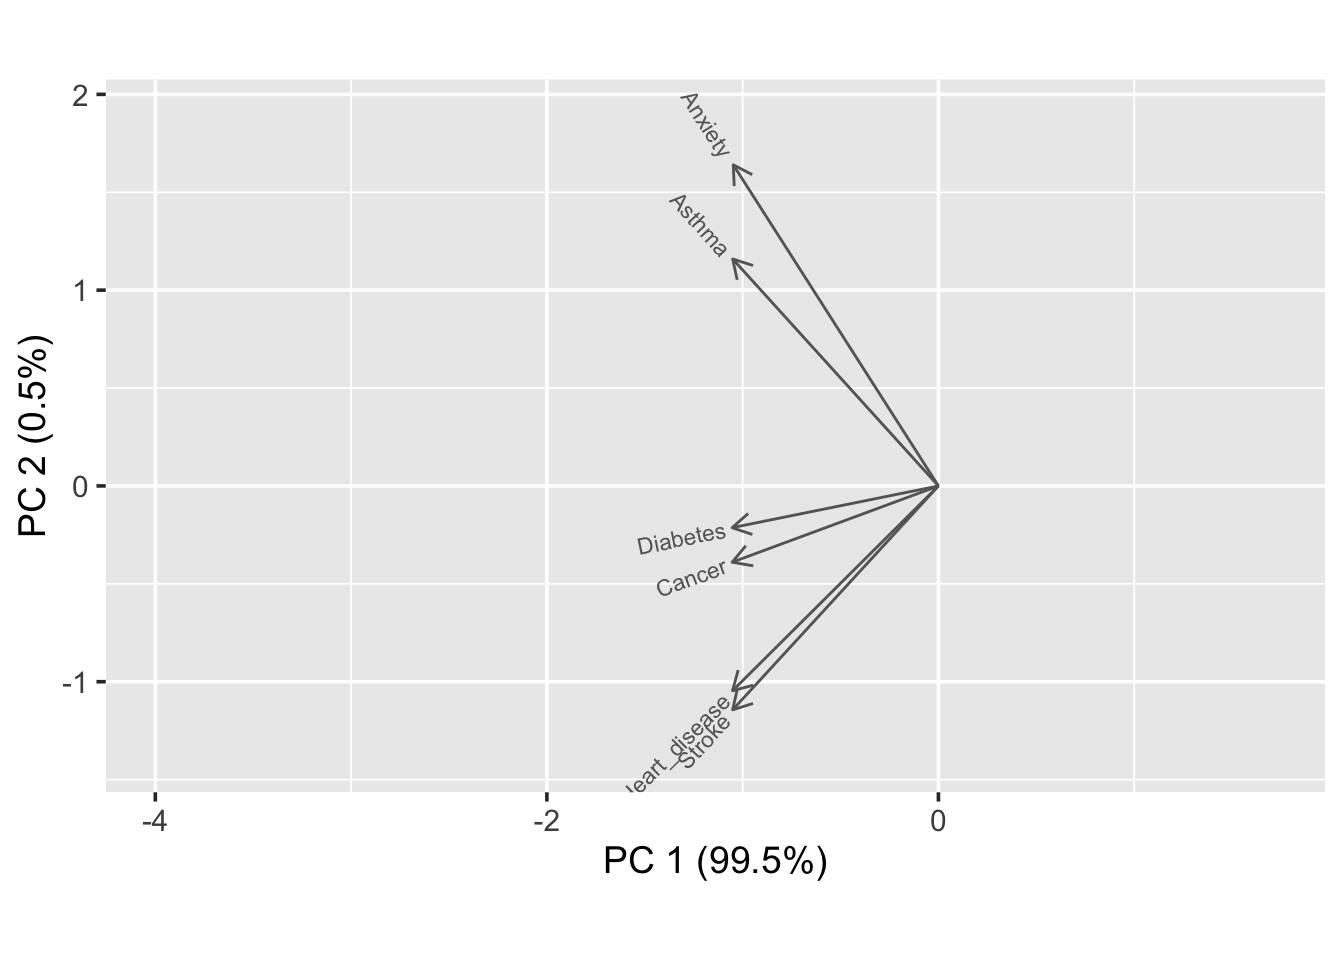 2
Anxiety
Asthma
1
PC 2 (0.5%)
0
Diabetes
Cancer
-1
eart_disease
Stroke
-4
-2
0
PC 1 (99.5%)